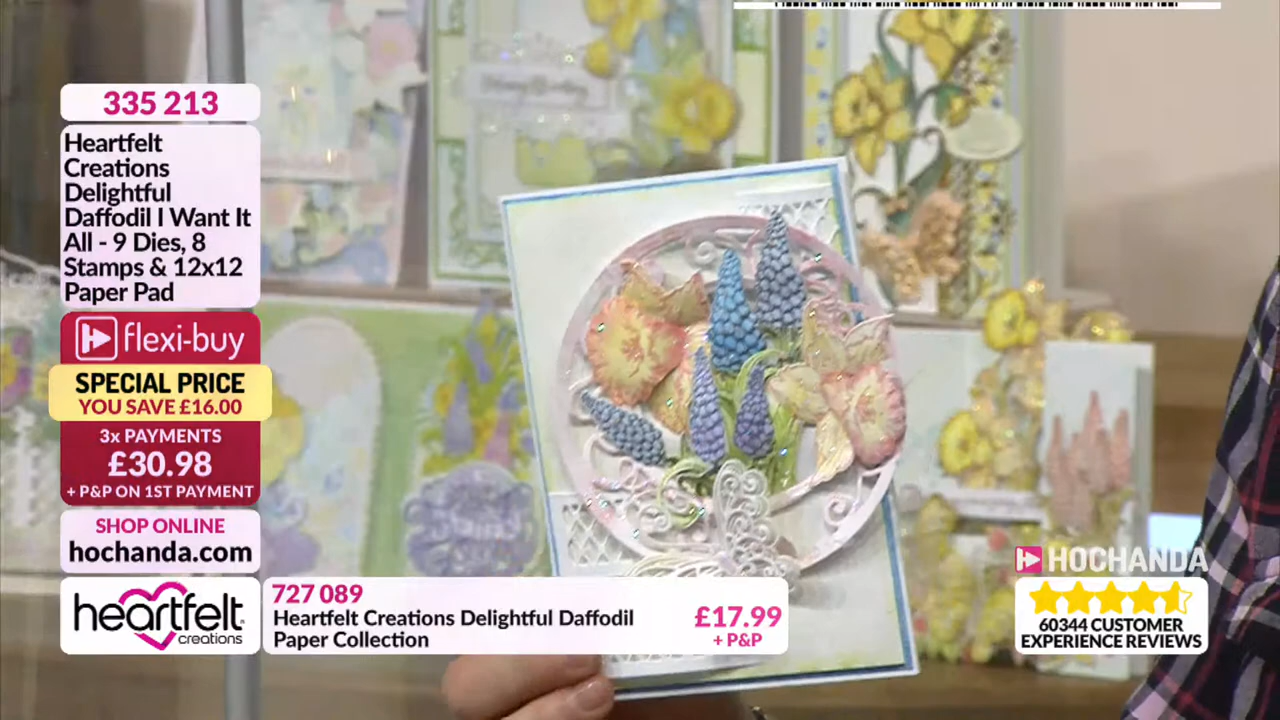 335 213
Heartfelt
Creations
Delightful
Daffodil I Want It
All - 9 Dies, 8
Stamps & 12x12
Paper Pad
flexi-buy
SPECIAL PRICE
YOU SAVE £16.00
3x PAYMENTS
£30.98
+ P&P ON 1ST PAYMENT
SHOP ONLINE
hochanda.com
heartfelt
creations
727 089
Heartfelt Creations Delightful Daffodil
Paper Collection
£17.99
+ P&P
HOCHANDA
60344 CUSTOMER
EXPERIENCE REVIEWS